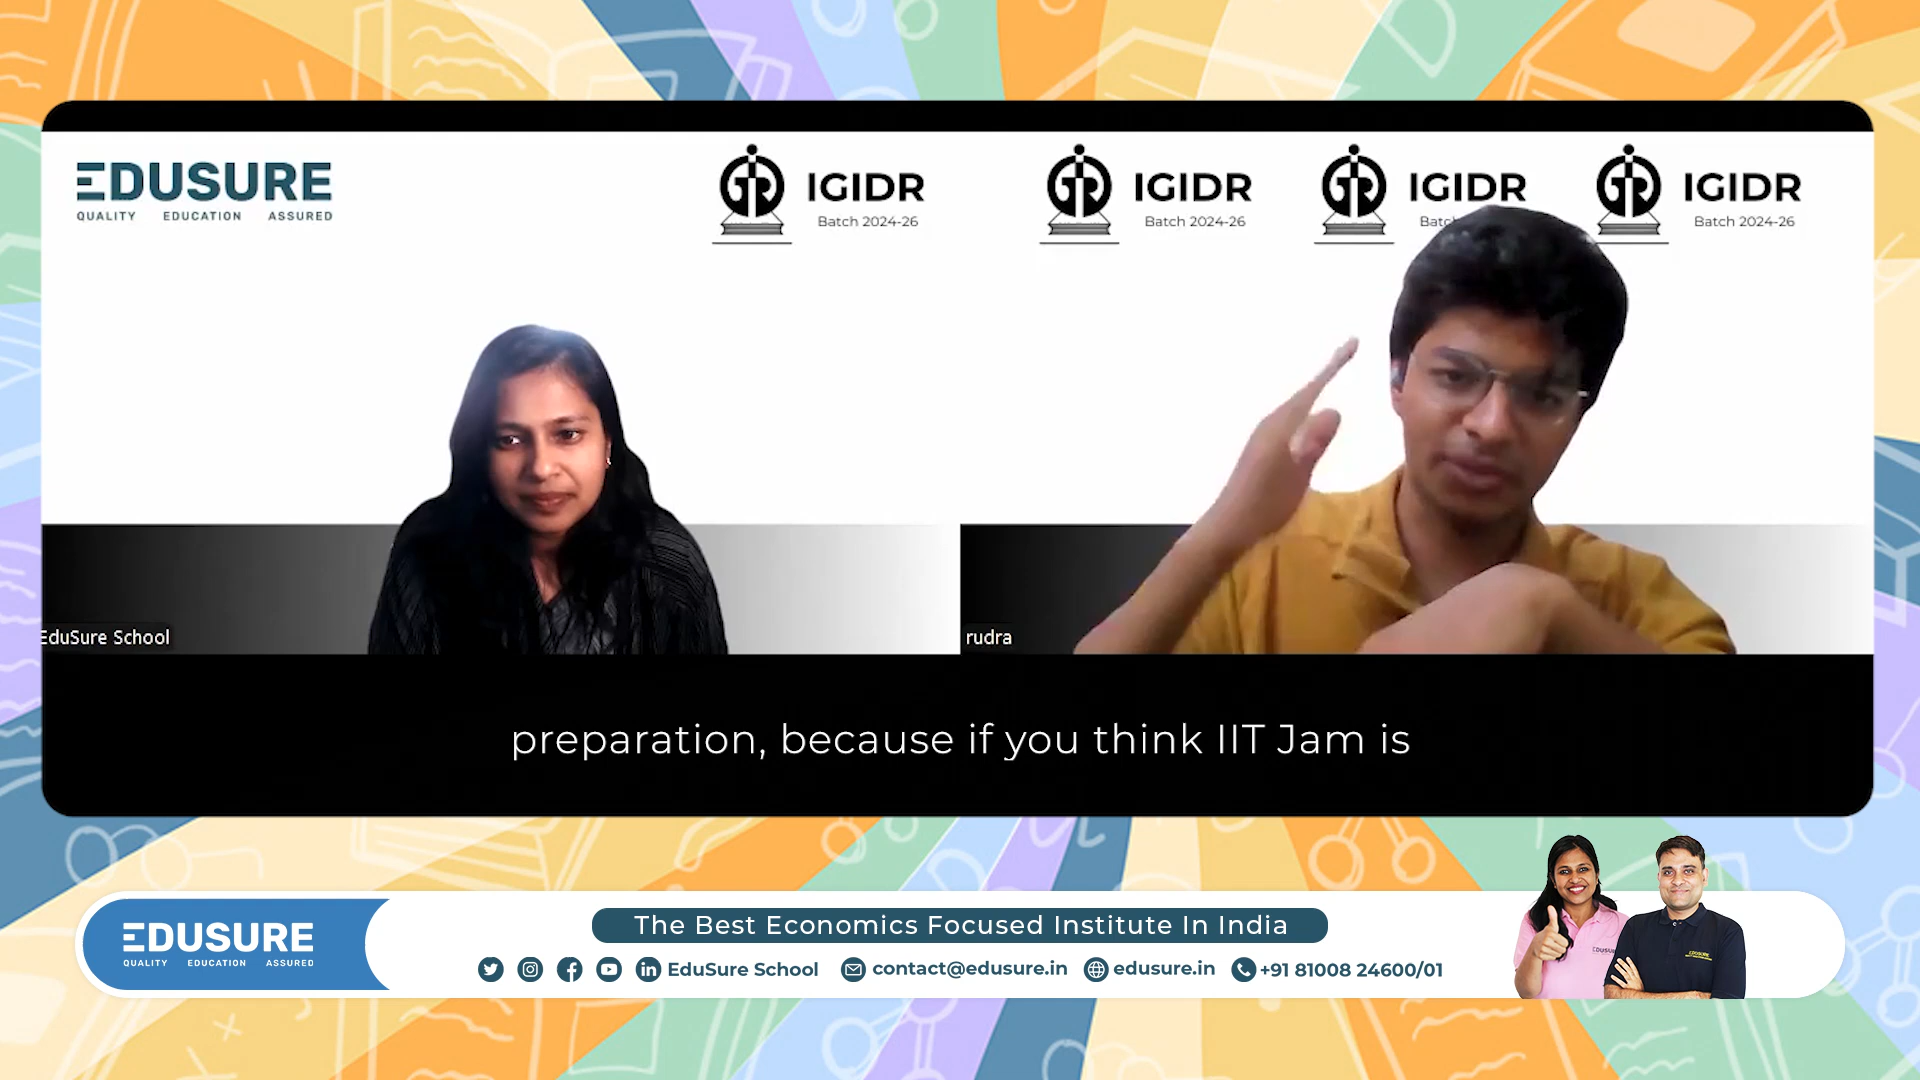 EDUSURE
QUALITY EDUCATION ASSURED
IGIDR
Batch 2024-26
IGIDR
Batch 2024-26
IGIDR
Batc
IGIDR
Batch 2024-26
EduSure School
rudra
preparation, because if you think IIT Jam is
EDUSURE
QUALITY EDUCATION ASSURED
The Best Economics Focused Institute In India
EduSure School contact@edusure.in edusure.in +91 81008 24600/01